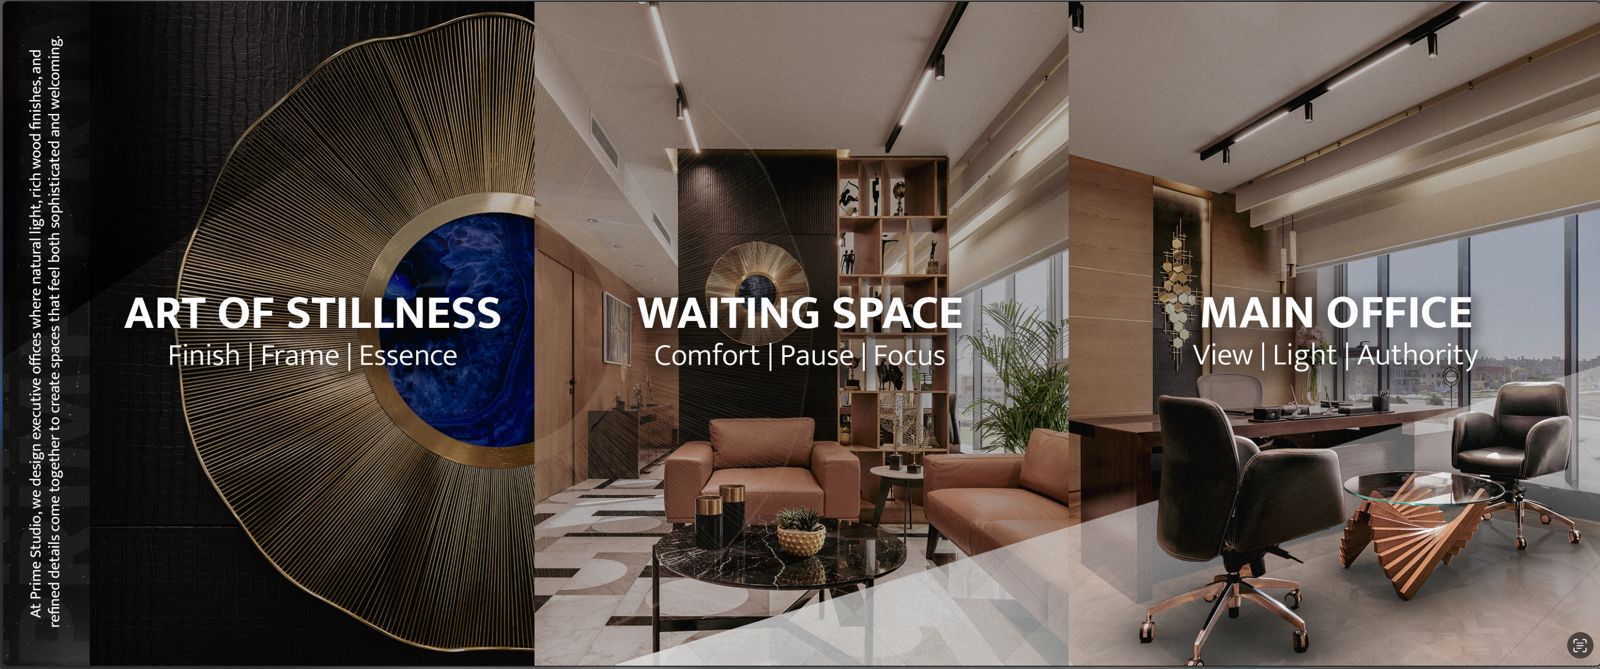 At Prime Studio, we design executive offices where natural light, rich wood finishes, and
refined details come together to create spaces that feel both sophisticated and welcoming.
ART OF STILLNESS
Finish | Frame | Essence
WAITING SPACE
Comfort | Pause | Focus
MAIN OFFICE
View | Light | Authority